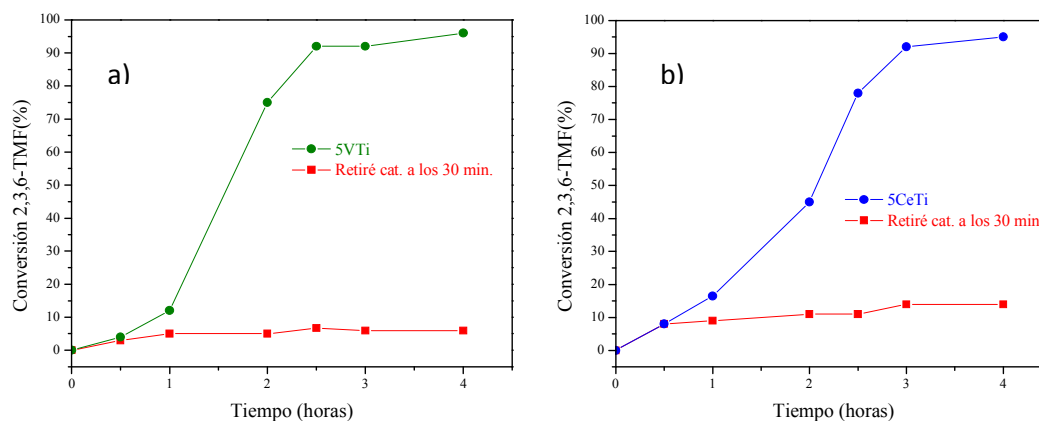 a)
Conversión 2,3,6-TMF(%)
100
90
80
70
60
50
40
30
20
10
0
5VTi
Retiré cat. a los 30 min.
0 1 2 3 4
Tiempo (horas)
b)
Conversión 2,3,6-TMF(%)
100
90
80
70
60
50
40
30
20
10
0
5CeTi
Retiré cat. a los 30 min
0 1 2 3 4
Tiempo (horas)